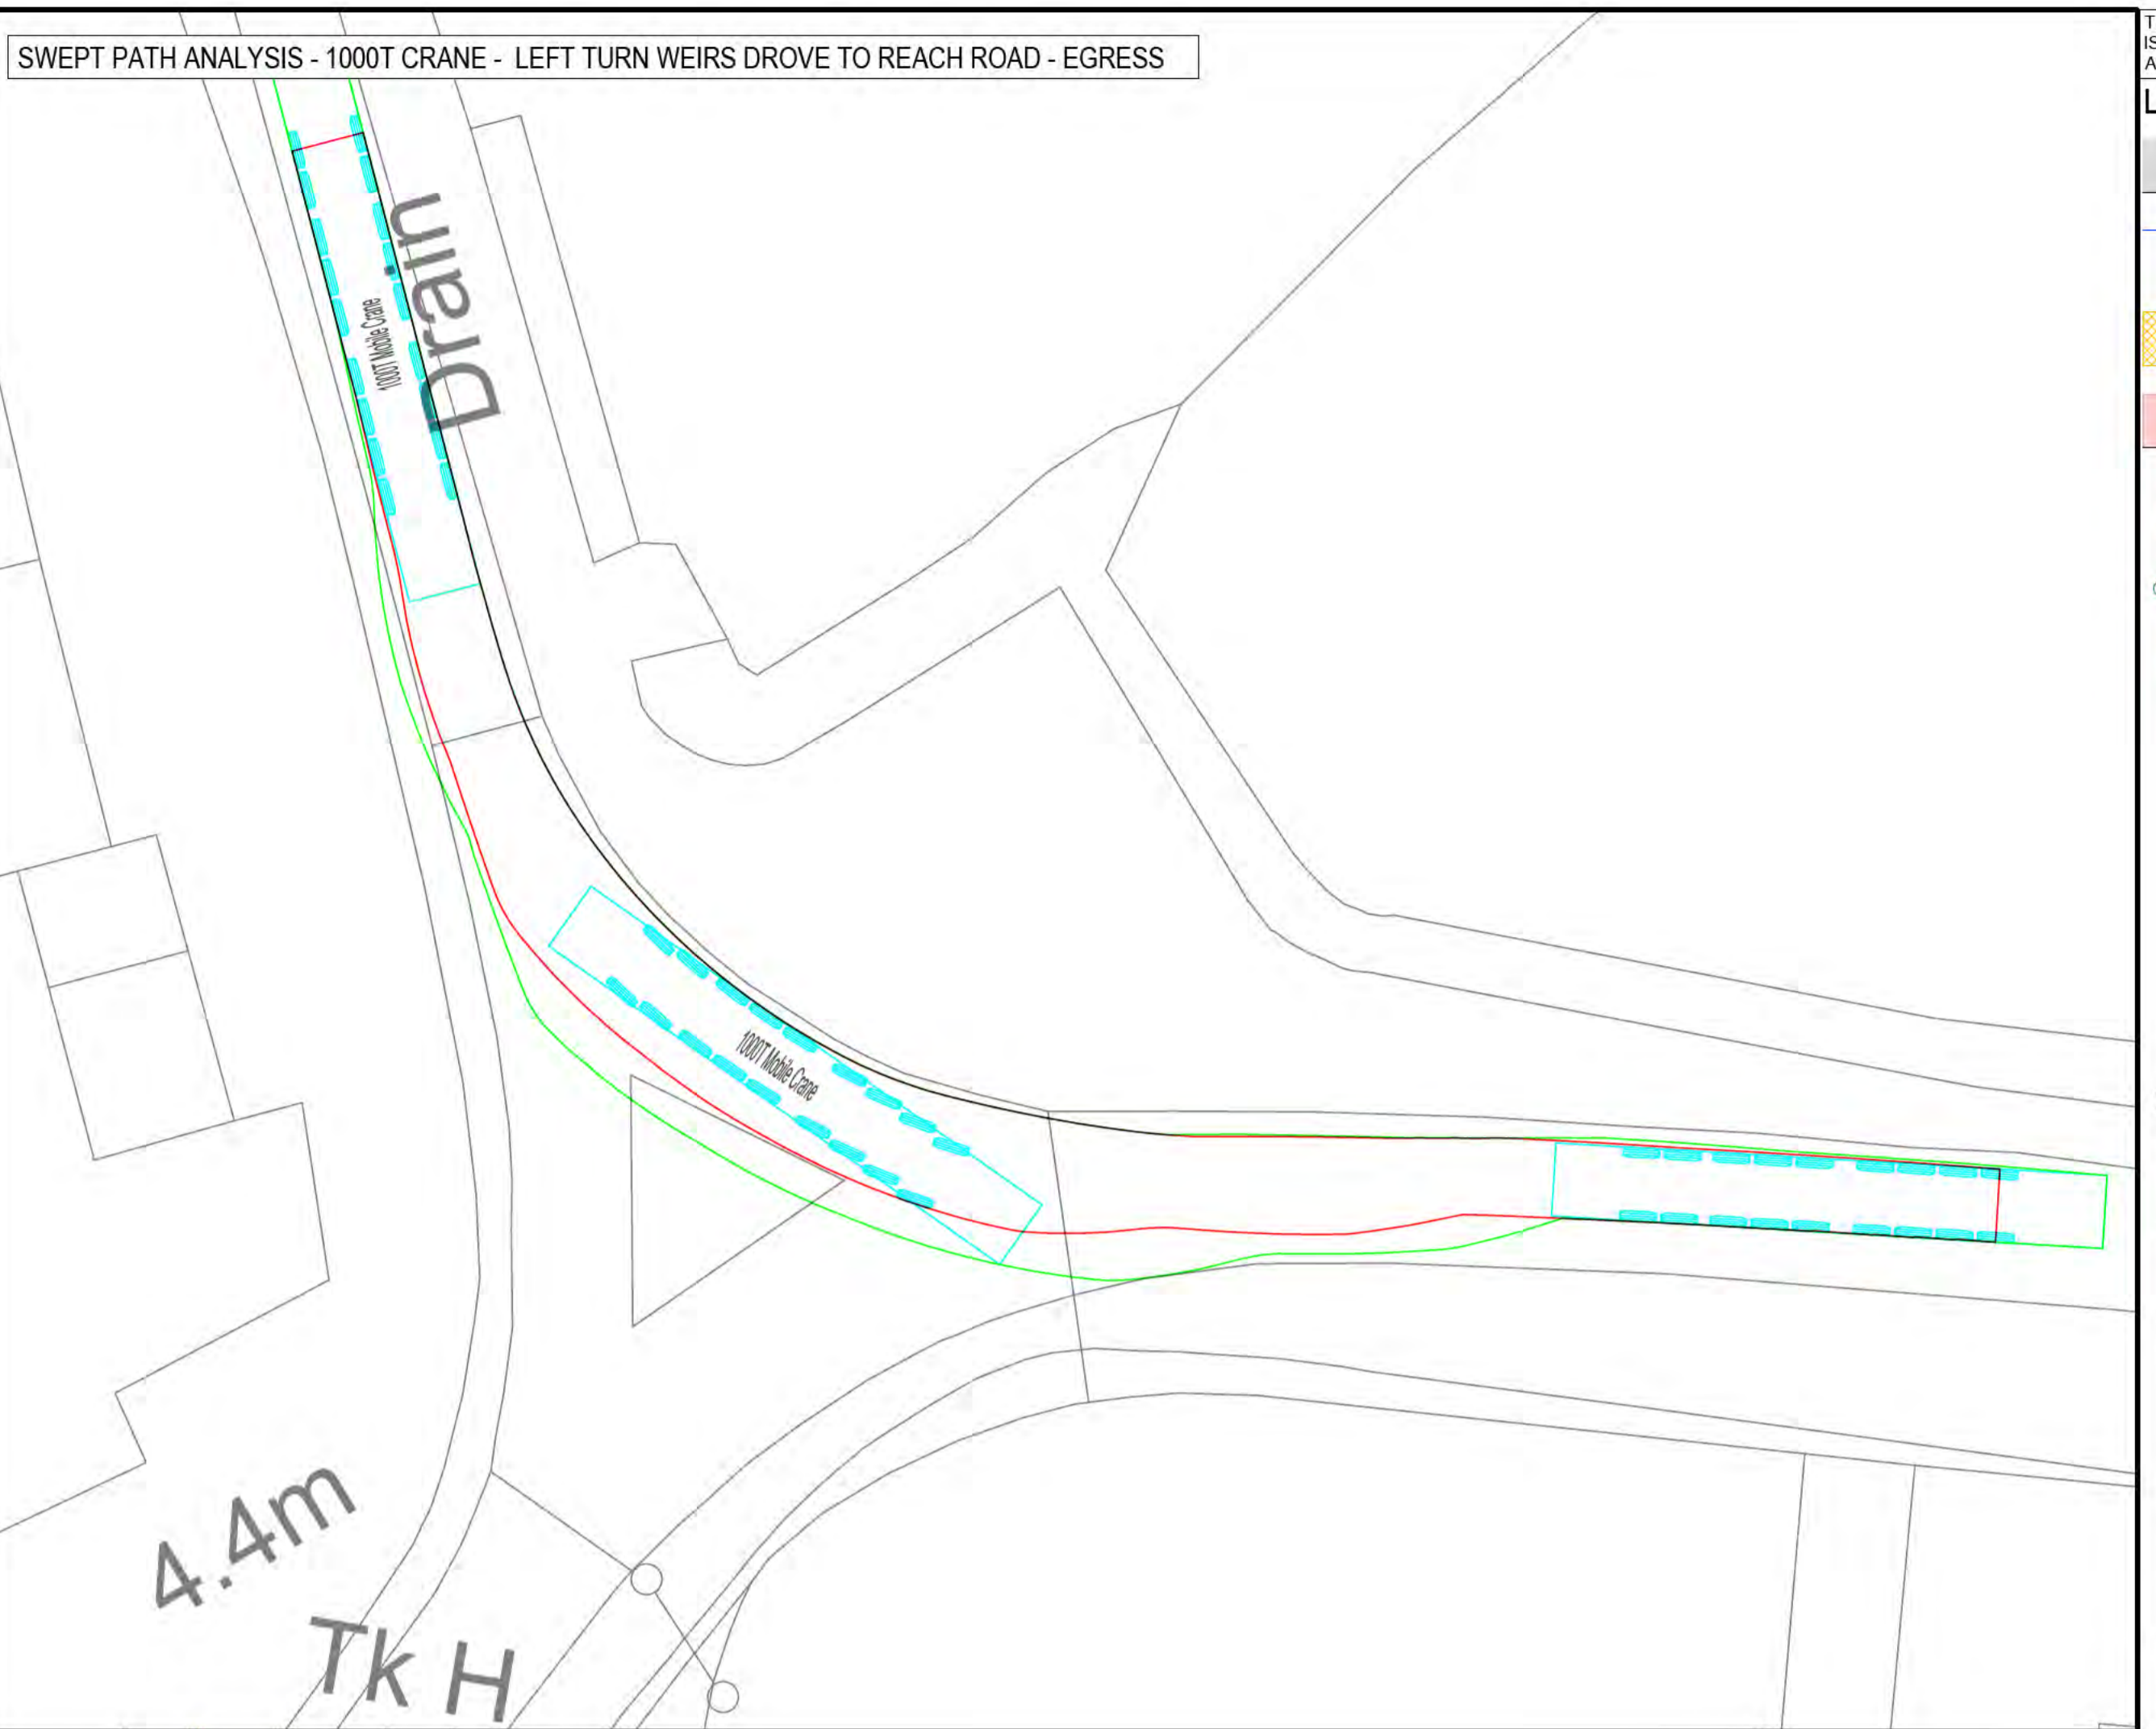 SWEPT PATH ANALYSIS - 1000T CRANE - LEFT TURN WEIRS DROVE TO REACH ROAD - EGRESS
T
IS
A
L
Drain
1000T Mobile Crane
1000T Mobile Crane
4.4m
Tk H